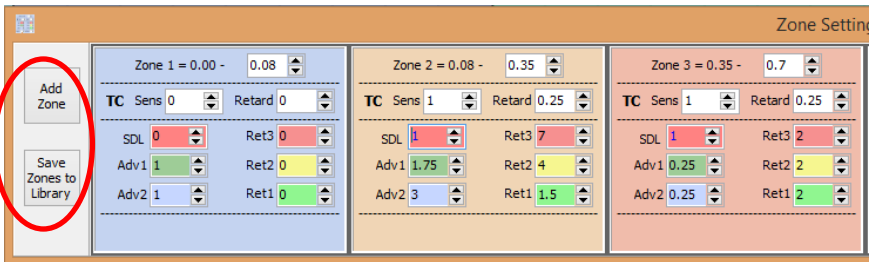 Zone Setting
Add
Zone
Save
Zones to
Library
Zone 1 = 0.00 - 0.08
TC Sens 0 Retard 0
SDL 0 Ret3 0
Adv1 1 Ret2 0
Adv2 1 Ret1 0
Zone 2 = 0.08 - 0.35
TC Sens 1 Retard 0.25
SDL 1 Ret3 7
Adv1 1.75 Ret2 4
Adv2 3 Ret1 1.5
Zone 3 = 0.35 - 0.7
TC Sens 1 Retard 0.25
SDL 1 Ret3 2
Adv1 0.25 Ret2 2
Adv2 0.25 Ret1 2